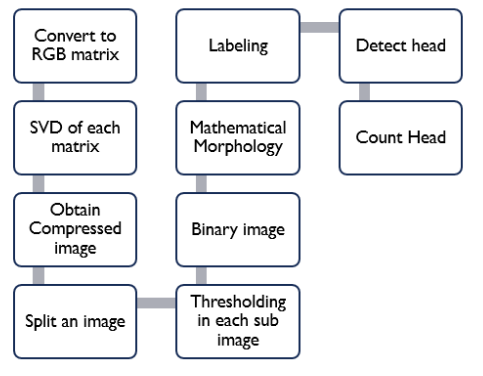 Convert to
RGB matrix
SVD of each
matrix
Obtain
Compressed
image
Split an image
Thresholding
in each sub
image
Binary image
Mathematical
Morphology
Labeling
Detect head
Count Head